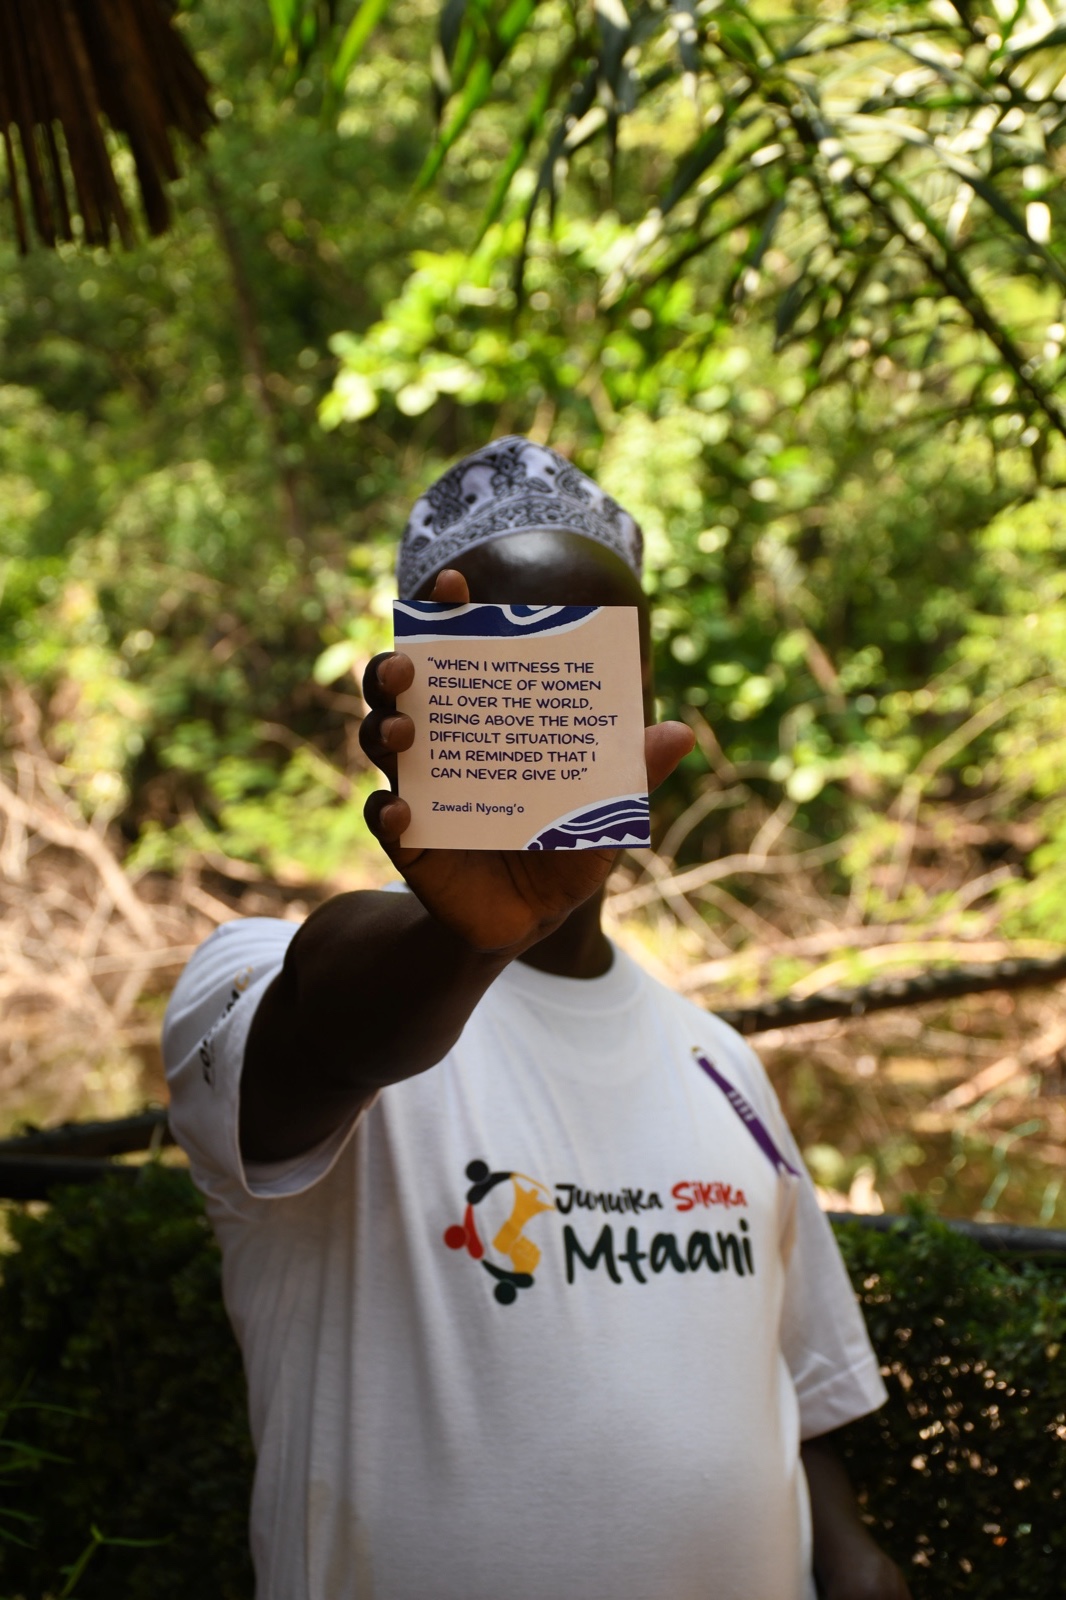 “WHEN I WITNESS THE
RESILIENCE OF WOMEN
ALL OVER THE WORLD,
RISING ABOVE THE MOST
DIFFICULT SITUATIONS,
I AM REMINDED THAT I
CAN NEVER GIVE UP.”
Zawadi Nyong’o
Jumuika Sikika
Mtaani